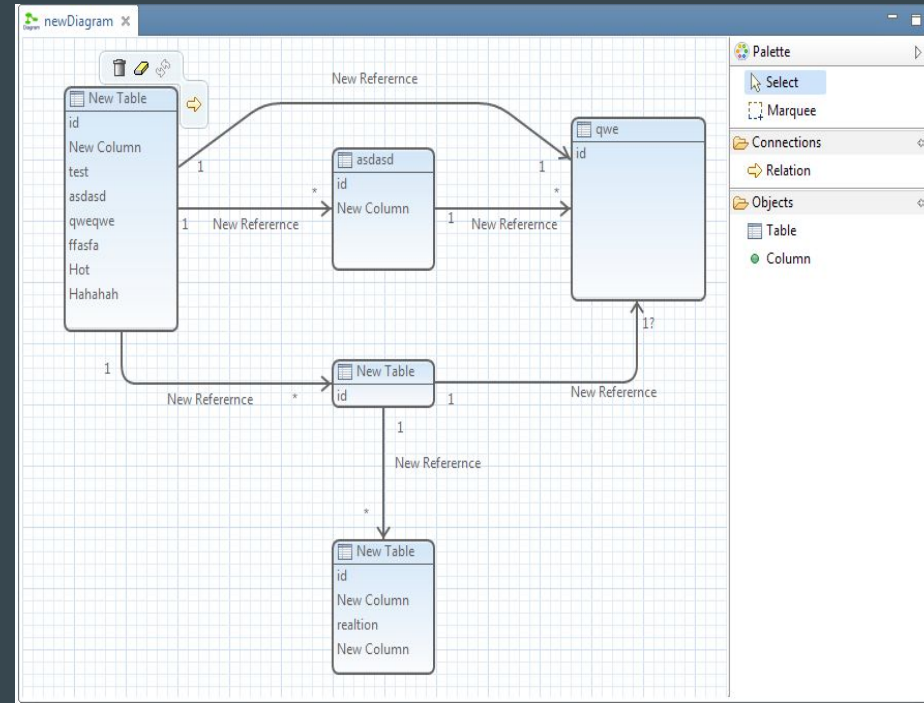 newDiagram
Diagram
New Table
id
New Column
test
asdasd
qweqwe
ffasfa
Hot
Hahahah
New Referernce
1
1
asdasd
id
New Column
1
New Referernce
*
1
New Referernce
*
qwe
id
1
New Referernce
*
New Table
id
1
New Referernce
1?
1
New Referernce
*
New Table
id
New Column
realtion
New Column
Palette
Select
Marquee
Connections
Relation
Objects
Table
Column